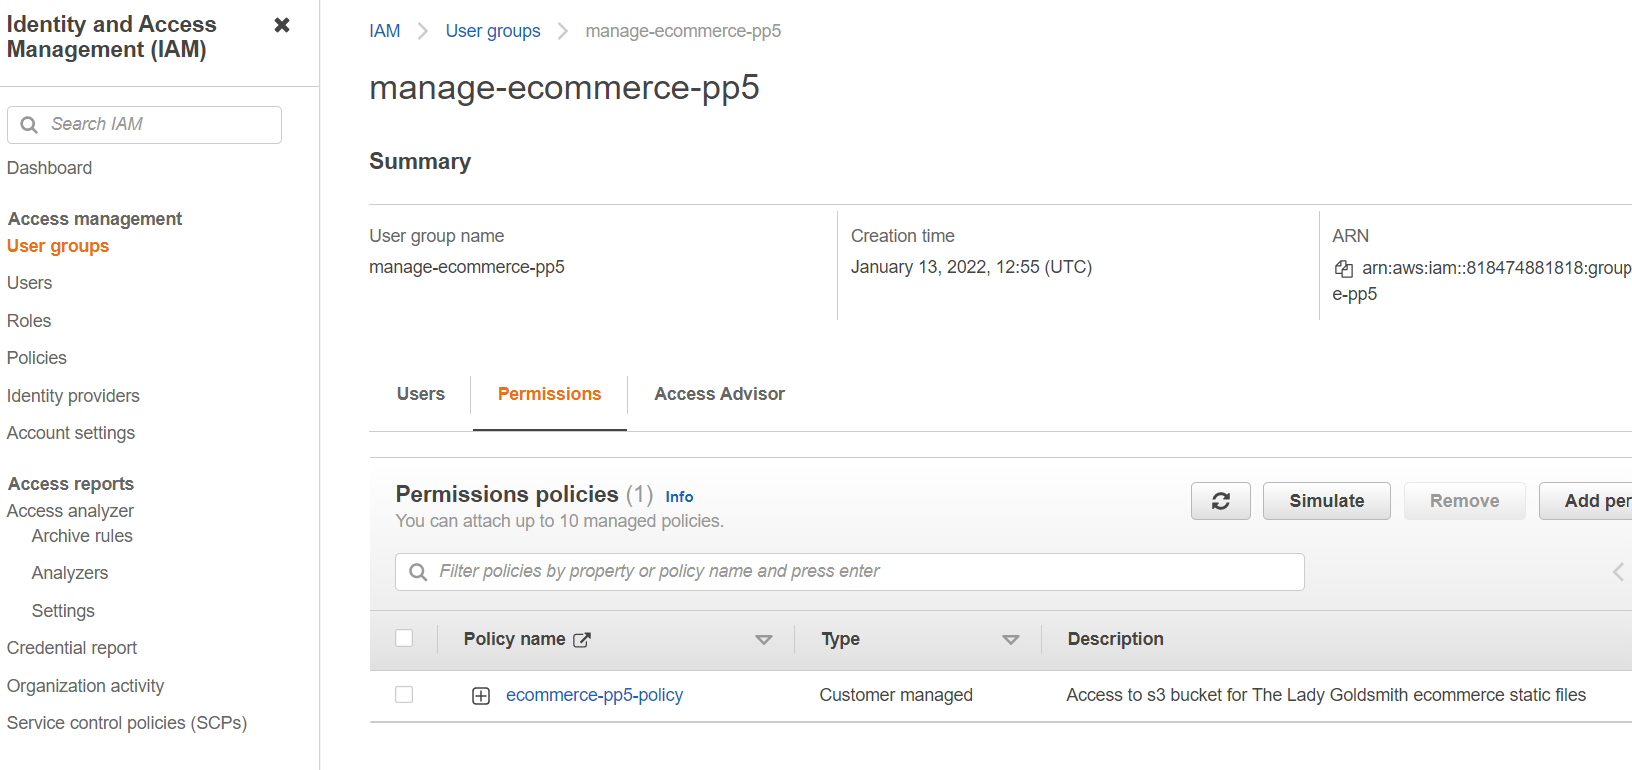 Identity and Access
Management (IAM)
Search IAM
Dashboard
Access management
User groups
Users
Roles
Policies
Identity providers
Account settings
Access reports
Access analyzer
Archive rules
Analyzers
Settings
Credential report
Organization activity
Service control policies (SCPs)
IAM User groups manage-ecommerce-pp5
manage-ecommerce-pp5
Summary
User group name
manage-ecommerce-pp5
Creation time
January 13, 2022, 12:55 (UTC)
ARN
arn:aws:iam::818474881818:group
e-pp5
Users Permissions Access Advisor
Permissions policies (1) Info
You can attach up to 10 managed policies.
Simulate Remove Add per
Filter policies by property or policy name and press enter
Policy name Type Description
ecommerce-pp5-policy Customer managed Access to s3 bucket for The Lady Goldsmith ecommerce static files